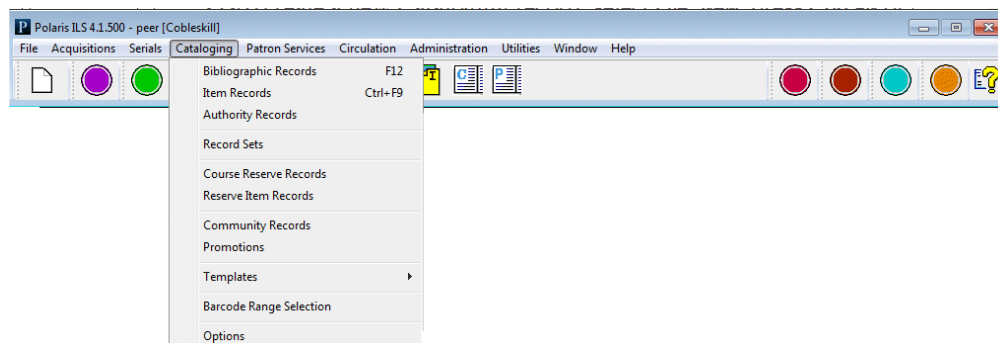 Polaris ILS 4.1.500 - peer [Cobleskill]
File Acquisitions Serials Cataloging Patron Services Circulation Administration Utilities Window Help
Bibliographic Records F12
Item Records Ctrl+F9
Authority Records
Record Sets
Course Reserve Records
Reserve Item Records
Community Records
Promotions
Templates
Barcode Range Selection
Options